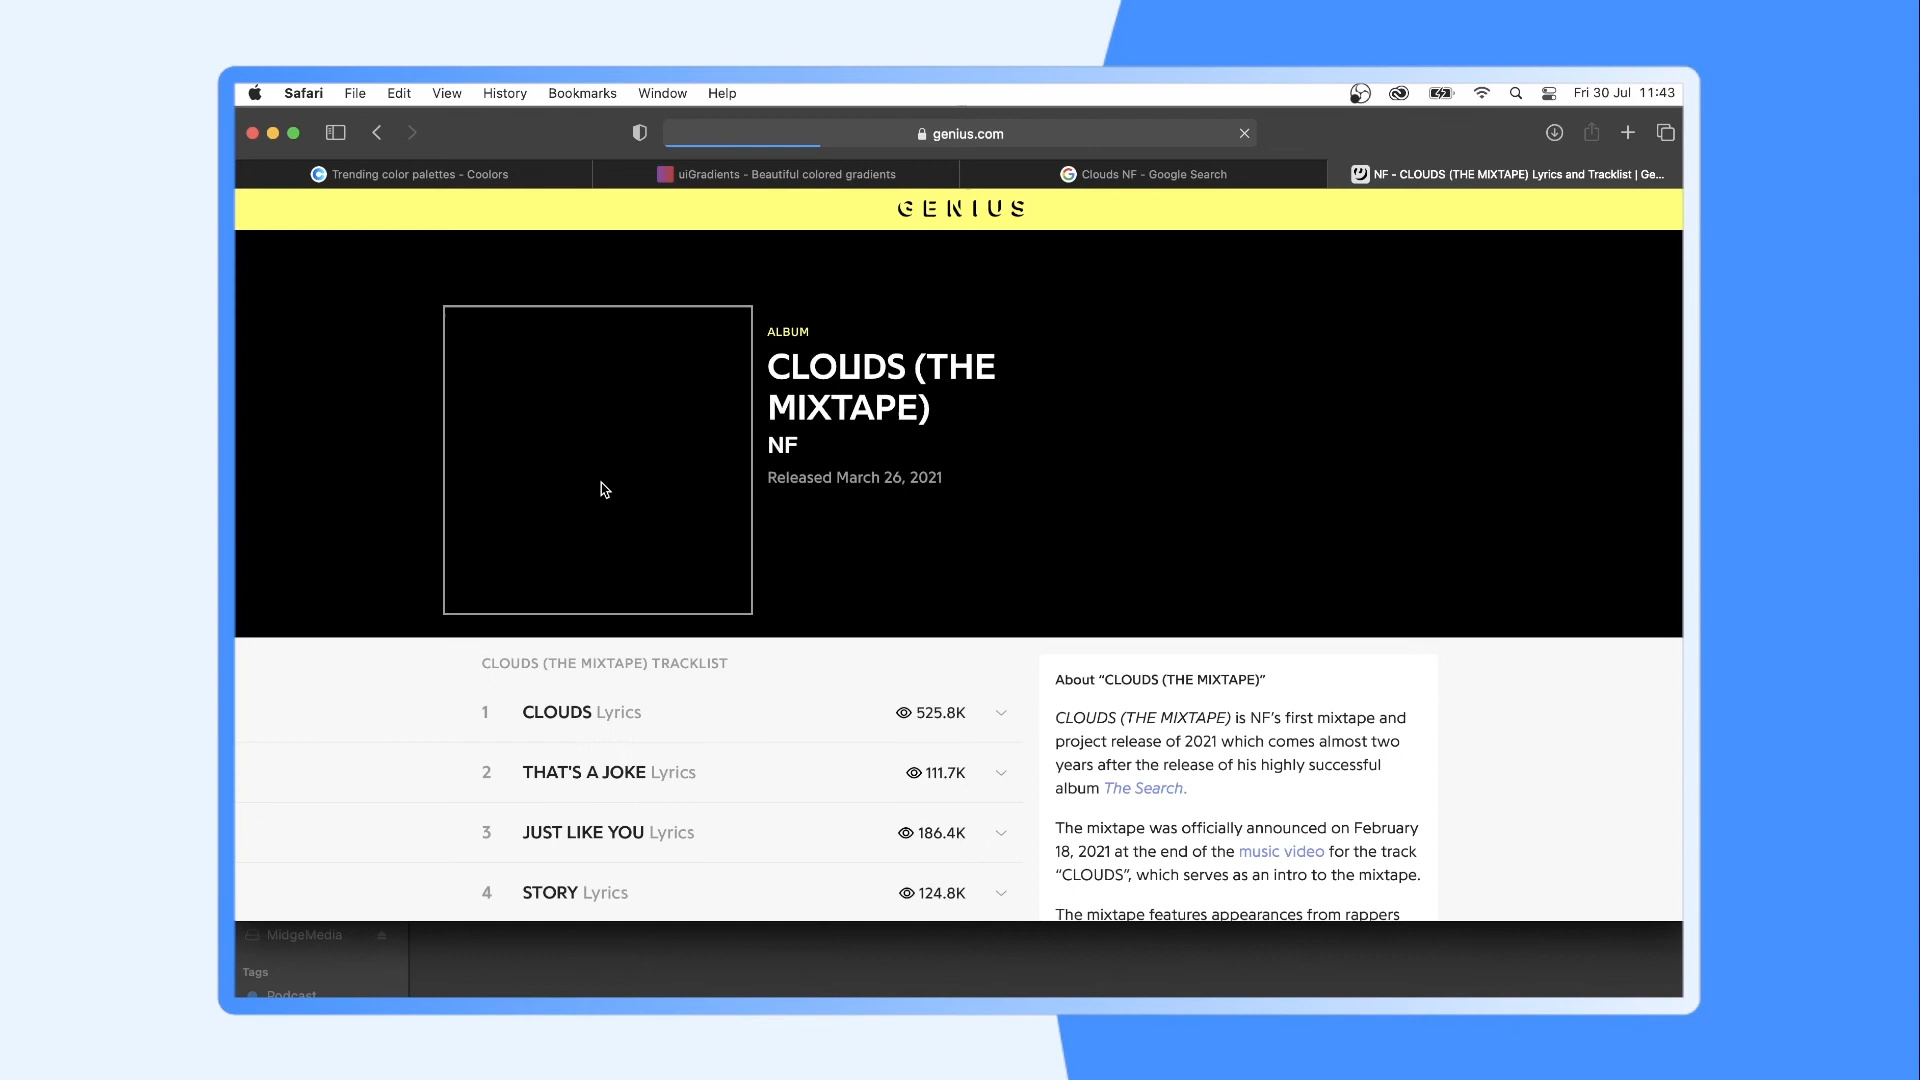 Safari File Edit View History Bookmarks Window Help Fri 30 Jul 11:43
genius.com
Trending color palettes - Coolors
uiGradients - Beautiful colored gradients
Clouds NF - Google Search
NF - CLOUDS (THE MIXTAPE) Lyrics and Tracklist | Ge...
GENIUS
ALBUM
CLOUDS (THE
MIXTAPE)
NF
Released March 26, 2021
CLOUDS (THE MIXTAPE) TRACKLIST
1 CLOUDS Lyrics 525.8K
2 THAT'S A JOKE Lyrics 111.7K
3 JUST LIKE YOU Lyrics 186.4K
4 STORY Lyrics 124.8K
About “CLOUDS (THE MIXTAPE)”
CLOUDS (THE MIXTAPE) is NF’s first mixtape and
project release of 2021 which comes almost two
years after the release of his highly successful
album The Search.
The mixtape was officially announced on February
18, 2021 at the end of the music video for the track
“CLOUDS”, which serves as an intro to the mixtape.
The mixtape features appearances from rappers
MidgeMedia
Tags
Podcast